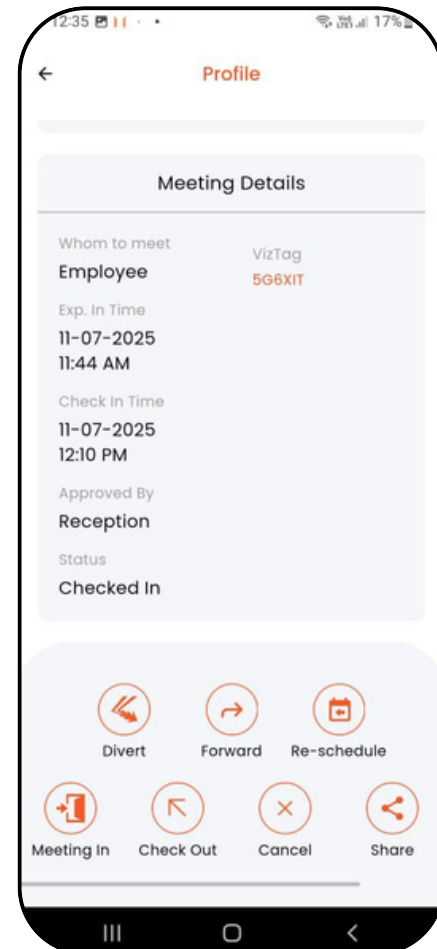 12:35 17%
← Profile
Meeting Details
Whom to meet
Employee
VizTag
5G6XIT
Exp. In Time
11-07-2025
11:44 AM
Check In Time
11-07-2025
12:10 PM
Approved By
Reception
Status
Checked In
Divert Forward Re-schedule
Meeting In Check Out Cancel Share